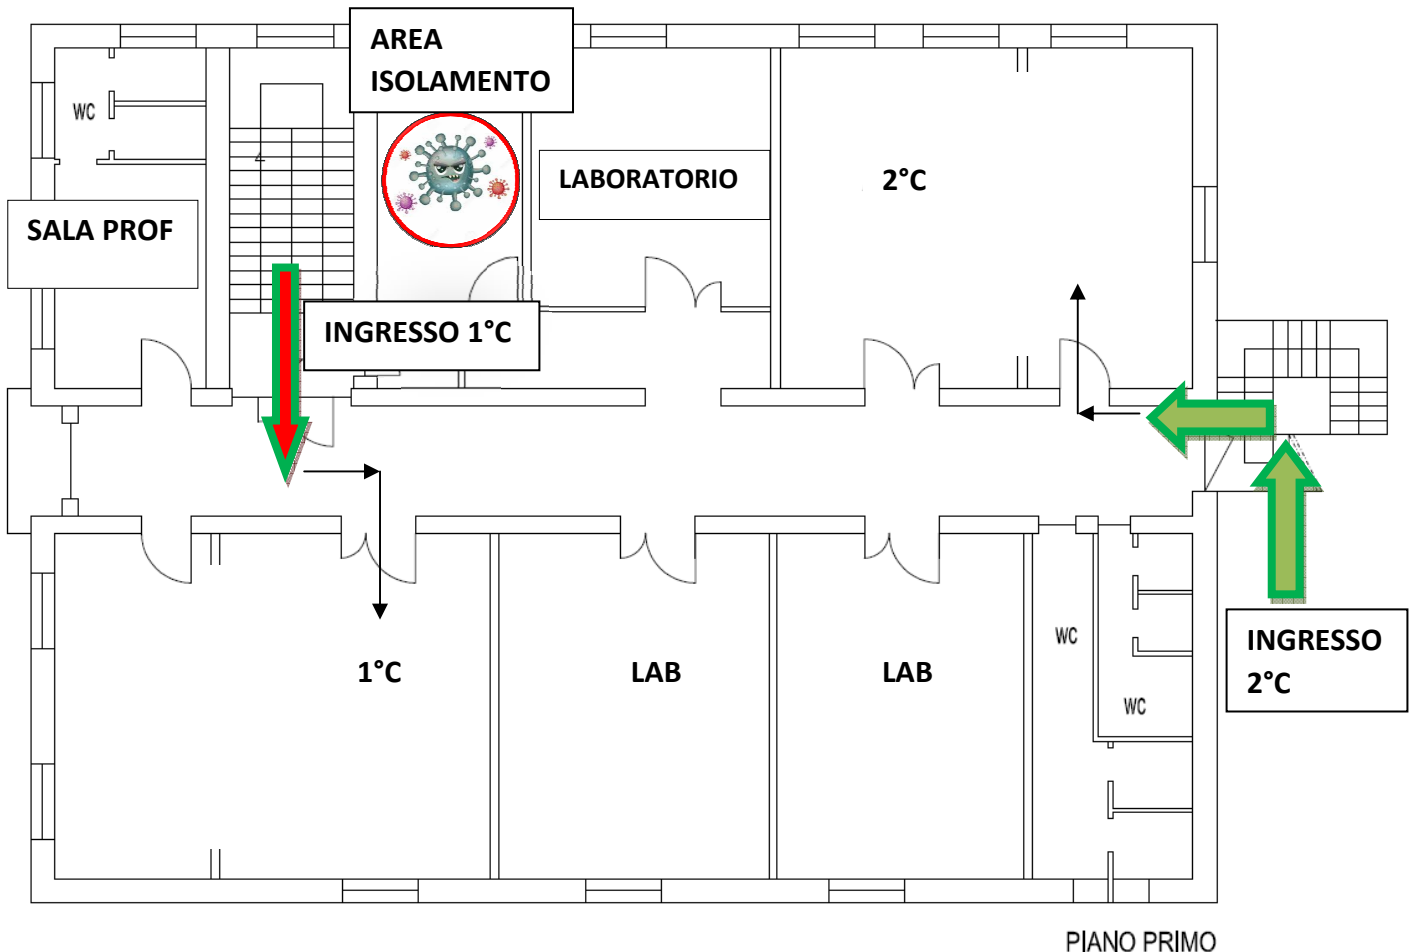 AREA
ISOLAMENTO
WC
LABORATORIO
2°C
SALA PROF
INGRESSO 1°C
1°C
LAB
LAB
WC
WC
INGRESSO
2°C
PIANO PRIMO